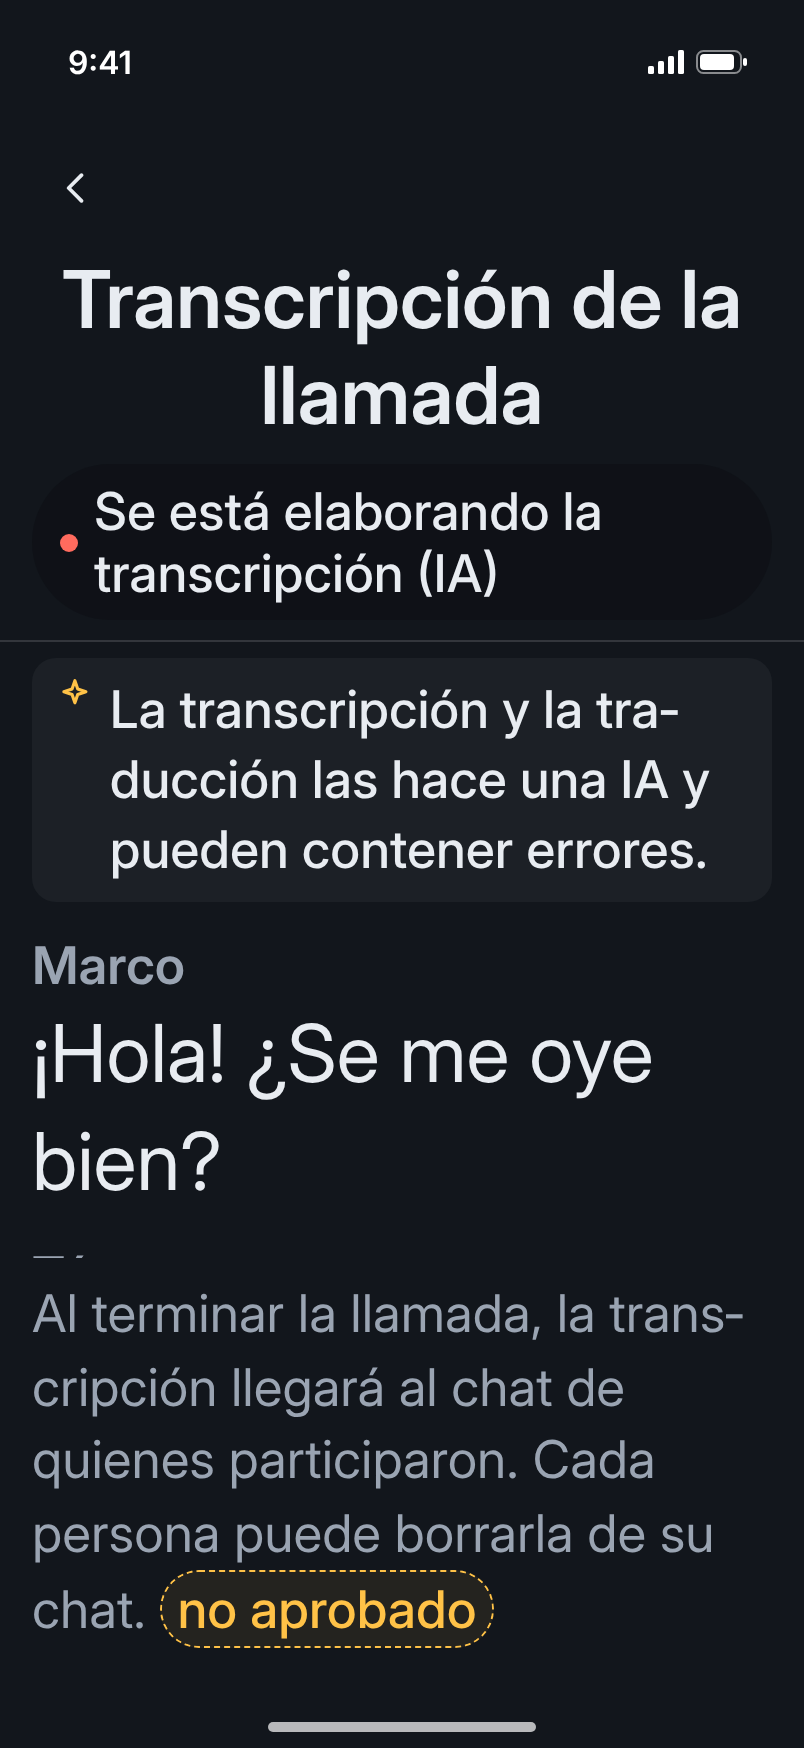 9:41
Transcripción de la
llamada
Se está elaborando la
transcripción (IA)
La transcripción y la tra-
ducción las hace una IA y
pueden contener errores.
Marco
¡Hola! ¿Se me oye
bien?
Al terminar la llamada, la trans-
cripción llegará al chat de
quienes participaron. Cada
persona puede borrarla de su
chat. no aprobado